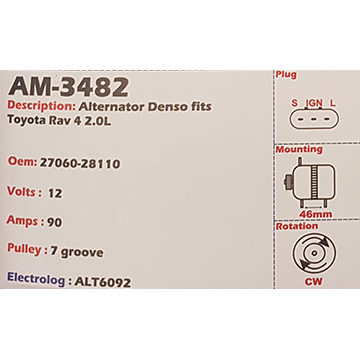 AM-3482
Description: Alternator Denso fits
Toyota Rav 4 2.0L
Oem: 27060-28110
Volts : 12
Amps : 90
Pulley : 7 groove
Electrolog : ALT6092
Plug
S IGN L
Mounting
46mm
Rotation
CW